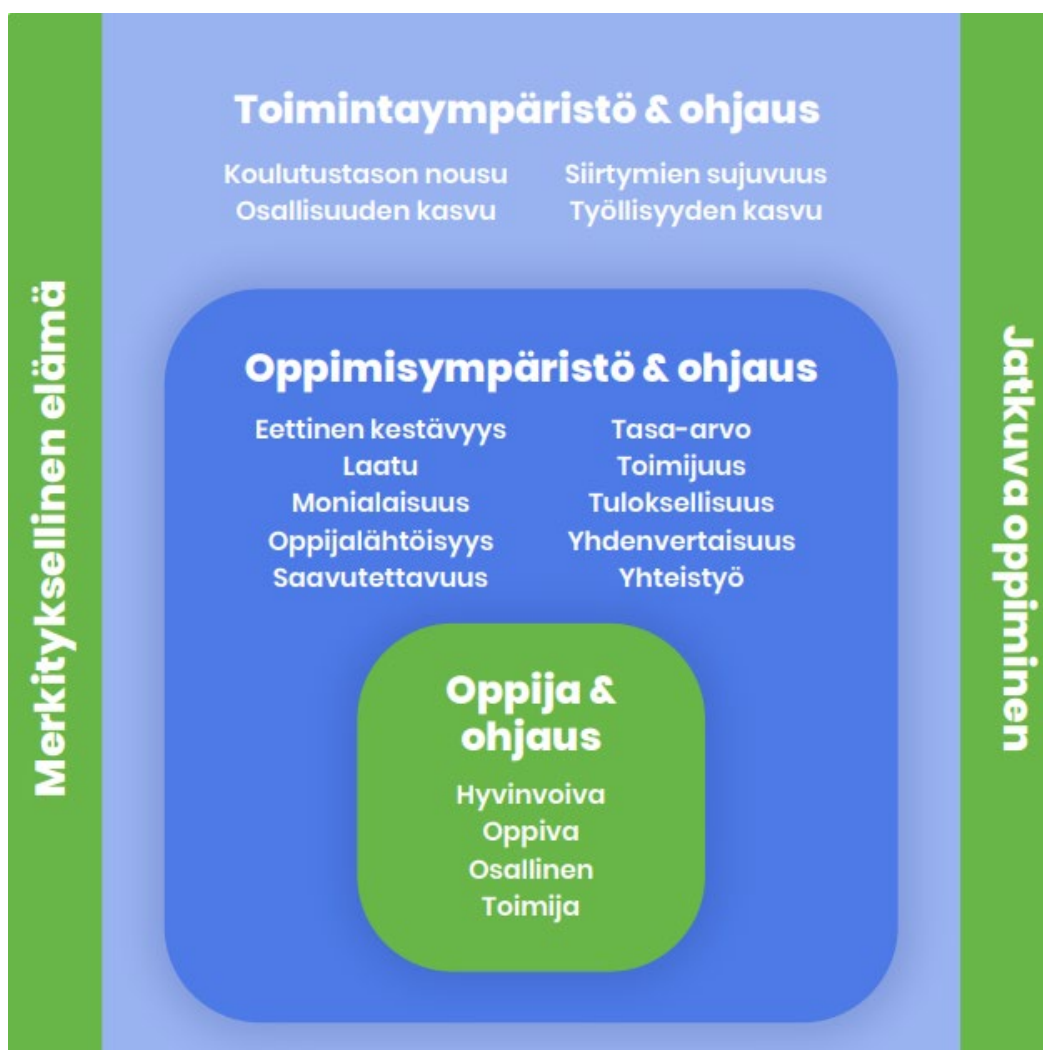 Merkityksellinen elämä
Toimintaympäristö & ohjaus
Koulutustason nousu
Osallisuuden kasvu
Siirtymien sujuvuus
Työllisyyden kasvu
Oppimisympäristö & ohjaus
Eettinen kestävyys
Laatu
Monialaisuus
Oppijalähtöisyys
Saavutettavuus
Tasa-arvo
Toimijuus
Tuloksellisuus
Yhdenvertaisuus
Yhteistyö
Oppija &
ohjaus
Hyvinvoiva
Oppiva
Osallinen
Toimija
Jatkuva oppiminen